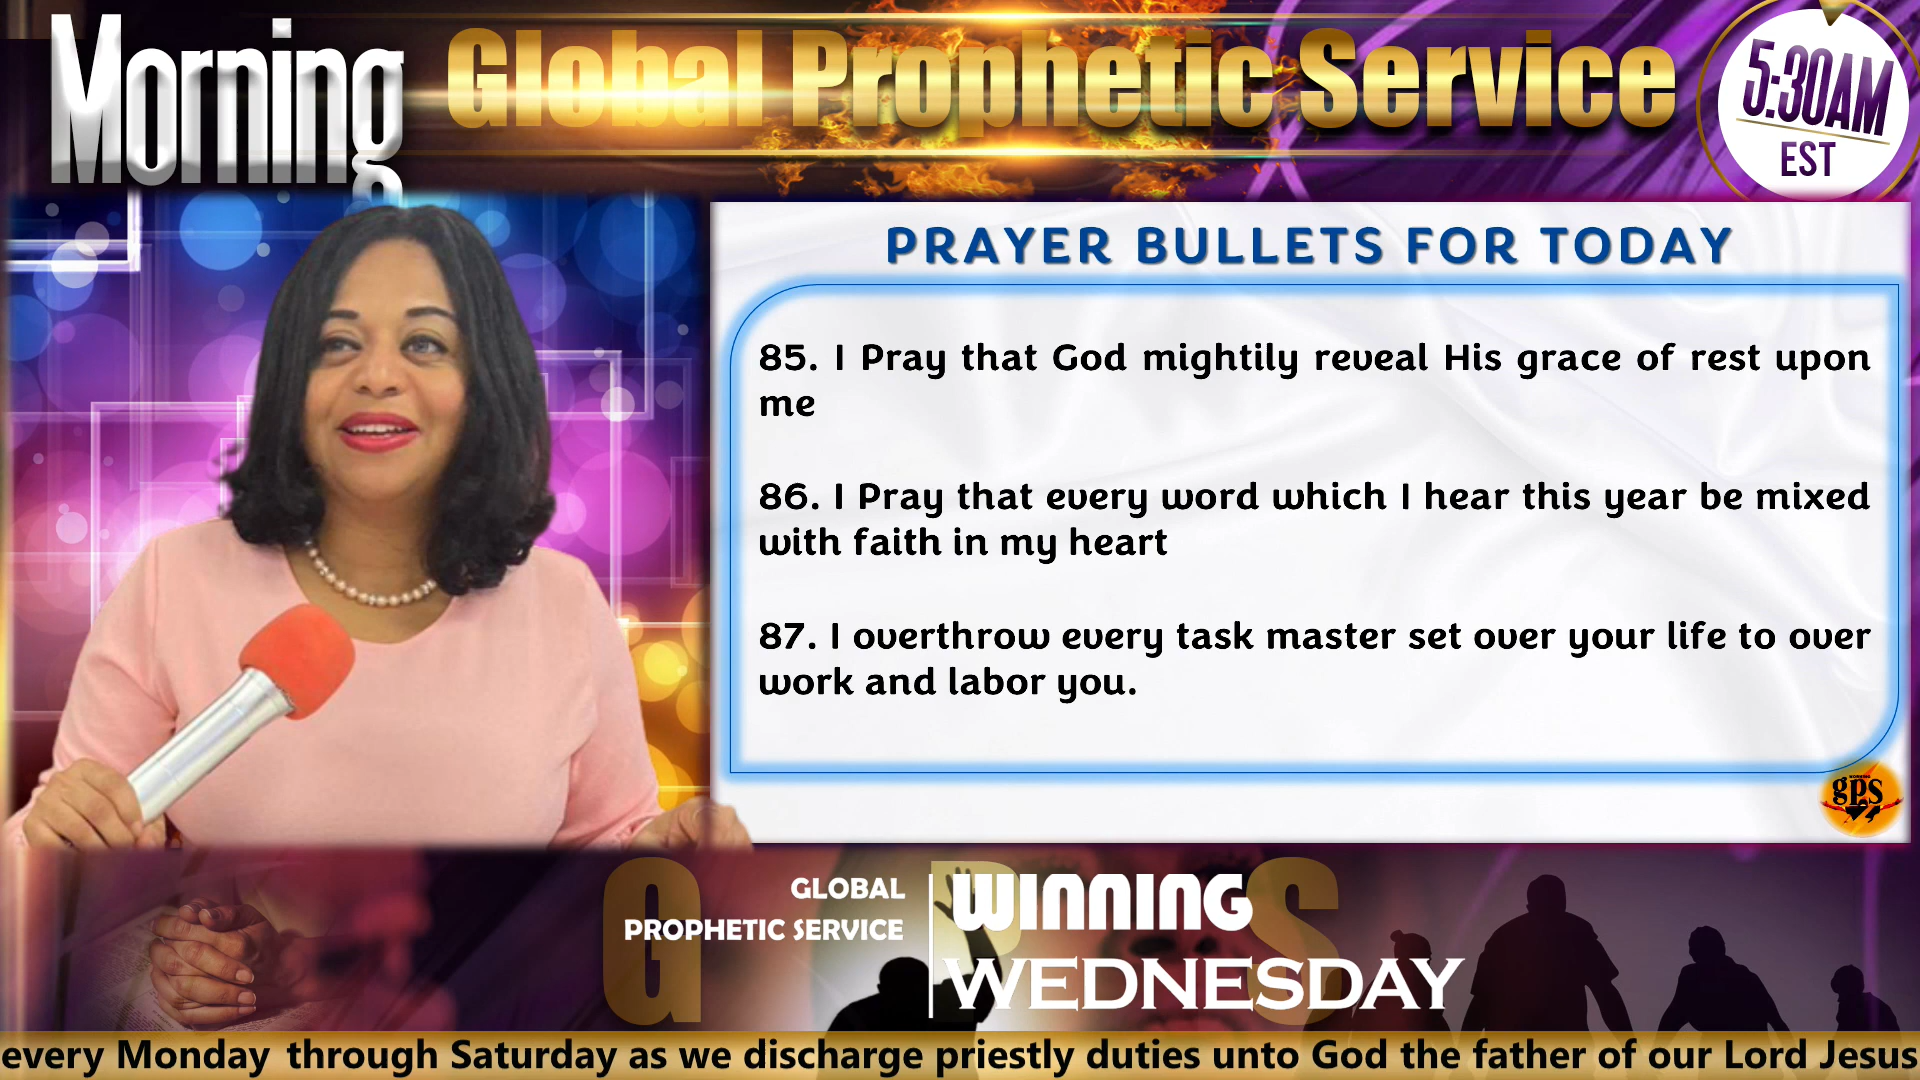 Morning Global Prophetic Service
5:30AM
EST
PRAYER BULLETS FOR TODAY
85. I Pray that God mightily reveal His grace of rest upon
me
86. I Pray that every word which I hear this year be mixed
with faith in my heart
87. I overthrow every task master set over your life to over
work and labor you.
gps
G P S
GLOBAL
PROPHETIC SERVICE
WINNING
WEDNESDAY
every Monday through Saturday as we discharge priestly duties unto God the father of our Lord Jesus